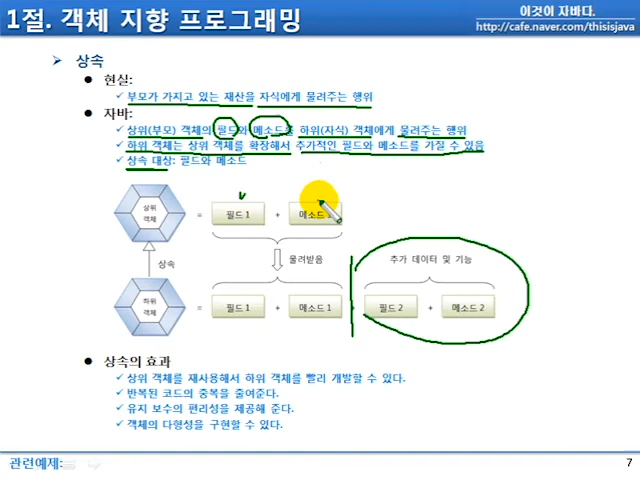 1절. 객체 지향 프로그래밍
이것이 자바다.
http://cafe.naver.com/thisisjava
상속
현실:
부모가 가지고 있는 재산을 자식에게 물려주는 행위
자바:
상위(부모) 객체의 필드와 메소드를 하위(자식) 객체에게 물려주는 행위
하위 객체는 상위 객체를 확장해서 추가적인 필드와 메소드를 가질 수 있음
상속 대상: 필드와 메소드
상위
객체
= 필드 1 + 메소드 1
상속
물려받음
추가 데이터 및 기능
하위
객체
= 필드 1 + 메소드 1 + 필드 2 + 메소드 2
상속의 효과
상위 객체를 재사용해서 하위 객체를 빨리 개발할 수 있다.
반복된 코드의 중복을 줄여준다.
유지 보수의 편리성을 제공해 준다.
객체의 다형성을 구현할 수 있다.
관련예제:
7